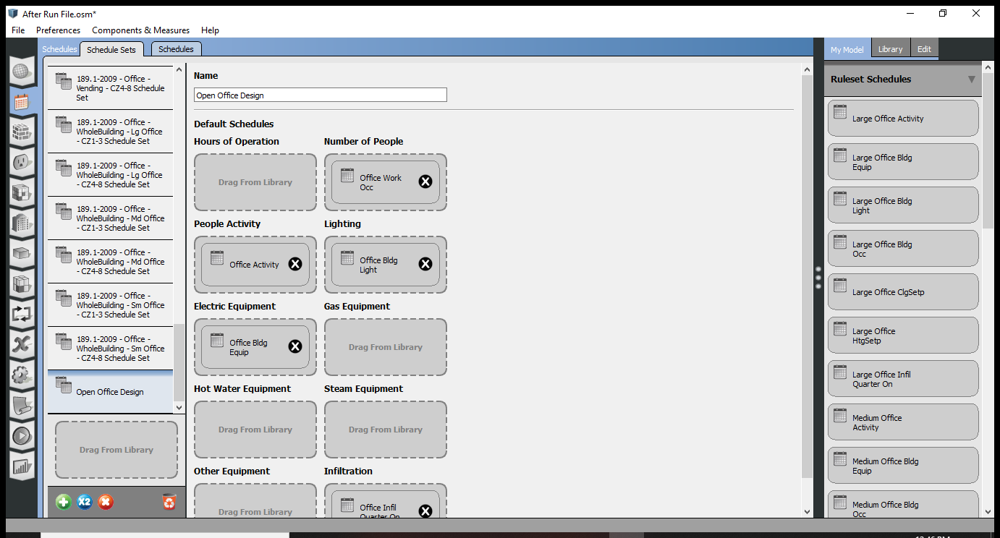 After Run File.osm*
File Preferences Components & Measures Help
Schedules Schedule Sets Schedules
My Model Library Edit
189.1-2009 - Office -
Vending - CZ4-8 Schedule
Set
189.1-2009 - Office -
WholeBuilding - Lg Office
- CZ1-3 Schedule Set
189.1-2009 - Office -
WholeBuilding - Lg Office
- CZ4-8 Schedule Set
189.1-2009 - Office -
WholeBuilding - Md Office
- CZ1-3 Schedule Set
189.1-2009 - Office -
WholeBuilding - Md Office
- CZ4-8 Schedule Set
189.1-2009 - Office -
WholeBuilding - Sm Office
- CZ1-3 Schedule Set
189.1-2009 - Office -
WholeBuilding - Sm Office
- CZ4-8 Schedule Set
Open Office Design
Drag From Library
X2
Name
Open Office Design
Default Schedules
Hours of Operation Number of People
Drag From Library
Office Work
Occ
People Activity Lighting
Office Activity
Office Bldg
Light
Electric Equipment Gas Equipment
Office Bldg
Equip
Drag From Library
Hot Water Equipment Steam Equipment
Drag From Library Drag From Library
Other Equipment Infiltration
Drag From Library
Office Infil
Quarter On
Ruleset Schedules
Large Office Activity
Large Office Bldg
Equip
Large Office Bldg
Light
Large Office Bldg
Occ
Large Office ClgSetp
Large Office
HtgSetp
Large Office Infil
Quarter On
Medium Office
Activity
Medium Office Bldg
Equip
Medium Office Bldg
Occ